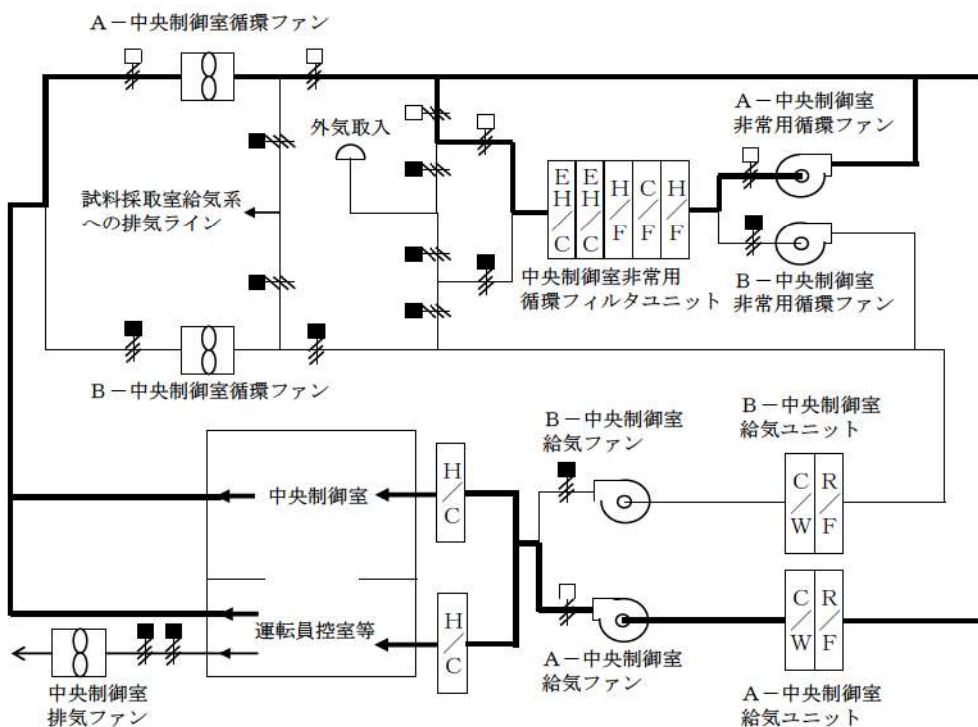 A－中央制御室循環ファン
外気取入
A－中央制御室
非常用循環ファン
試料採取室給気系
への排気ライン
EH/C
EH/C
H/F
C/F
H/F
中央制御室非常用
循環フィルタユニット
B－中央制御室
非常用循環ファン
B－中央制御室循環ファン
B－中央制御室
給気ファン
B－中央制御室
給気ユニット
中央制御室
H/C
C/W
R/F
運転員控室等
H/C
C/W
R/F
中央制御室
排気ファン
A－中央制御室
給気ファン
A－中央制御室
給気ユニット